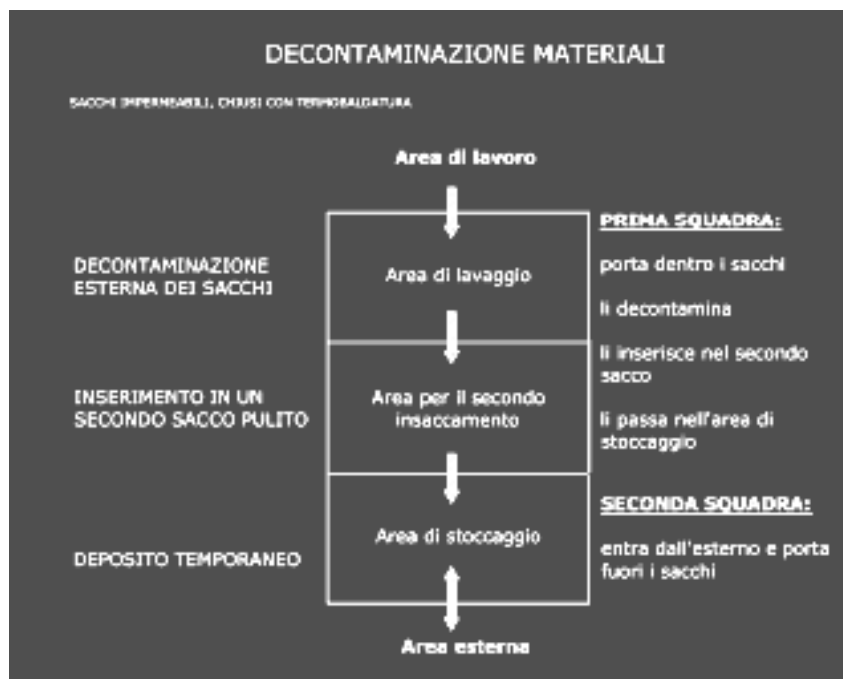 DECONTAMINAZIONE MATERIALI
SACCHI IMPERMEABILI, CHIUSI CON TERMOSALDATURA
Area di lavoro
PRIMA SQUADRA:
porta dentro i sacchi
li decontamina
li inserisce nel secondo
sacco
li passa nell'area di
stoccaggio
DECONTAMINAZIONE
ESTERNA DEI SACCHI
Area di lavaggio
INSERIMENTO IN UN
SECONDO SACCO PULITO
Area per il secondo
insaccamento
SECONDA SQUADRA:
entra dall'esterno e porta
fuori i sacchi
DEPOSITO TEMPORANEO
Area di stoccaggio
Area esterna